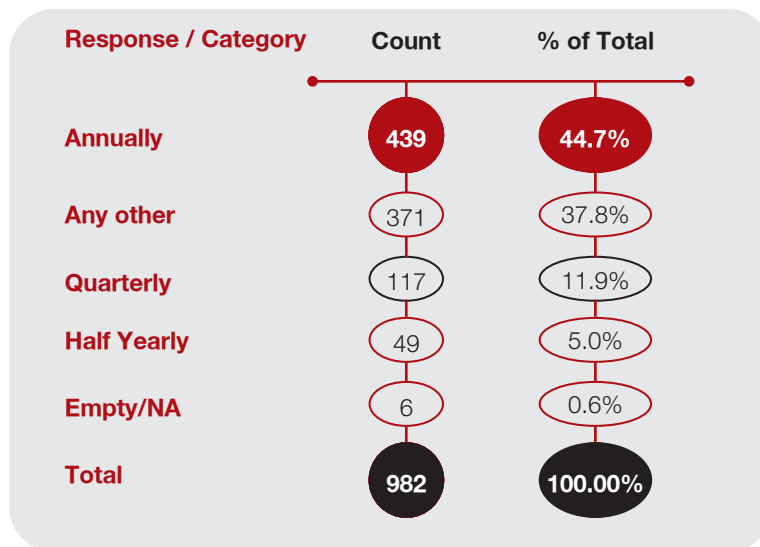 Response / Category Count % of Total
Annually 439 44.7%
Any other 371 37.8%
Quarterly 117 11.9%
Half Yearly 49 5.0%
Empty/NA 6 0.6%
Total 982 100.00%